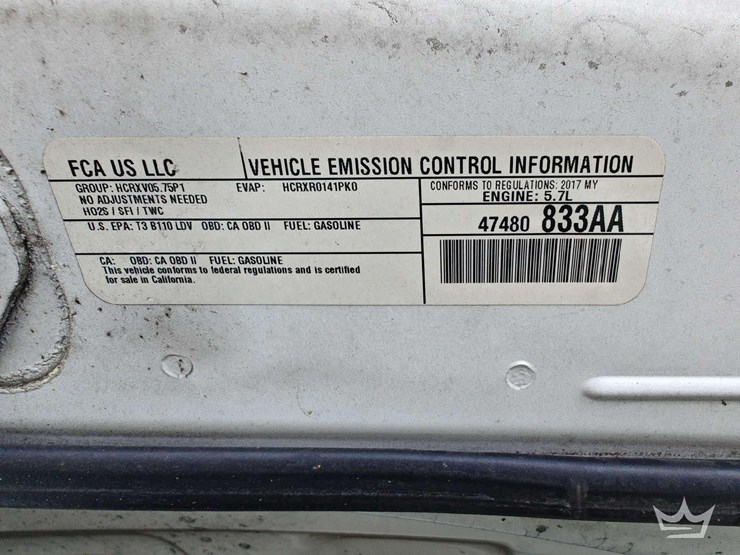 FCA US LLC
VEHICLE EMISSION CONTROL INFORMATION
GROUP: HCRXV05.75P1 EVAP: HCRXR0141PK0
NO ADJUSTMENTS NEEDED
HO2S / SFI / TWC
U.S. EPA: T3 B110 LDV OBD: CA OBD II FUEL: GASOLINE
CA: OBD: CA OBD II FUEL: GASOLINE
This vehicle conforms to federal regulations and is certified
for sale in California.
CONFORMS TO REGULATIONS: 2017 MY
ENGINE: 5.7L
47480 833AA